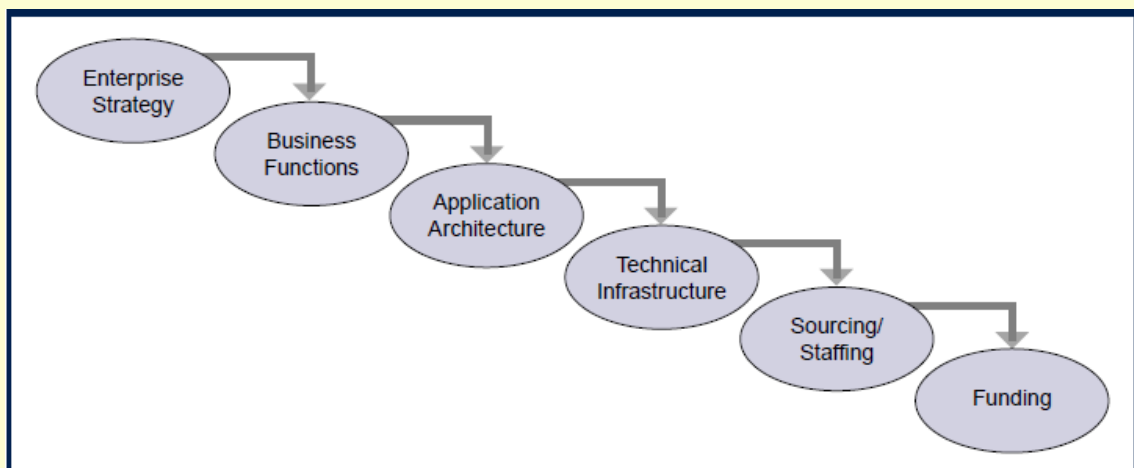 Enterprise
Strategy
Business
Functions
Application
Architecture
Technical
Infrastructure
Sourcing/
Staffing
Funding